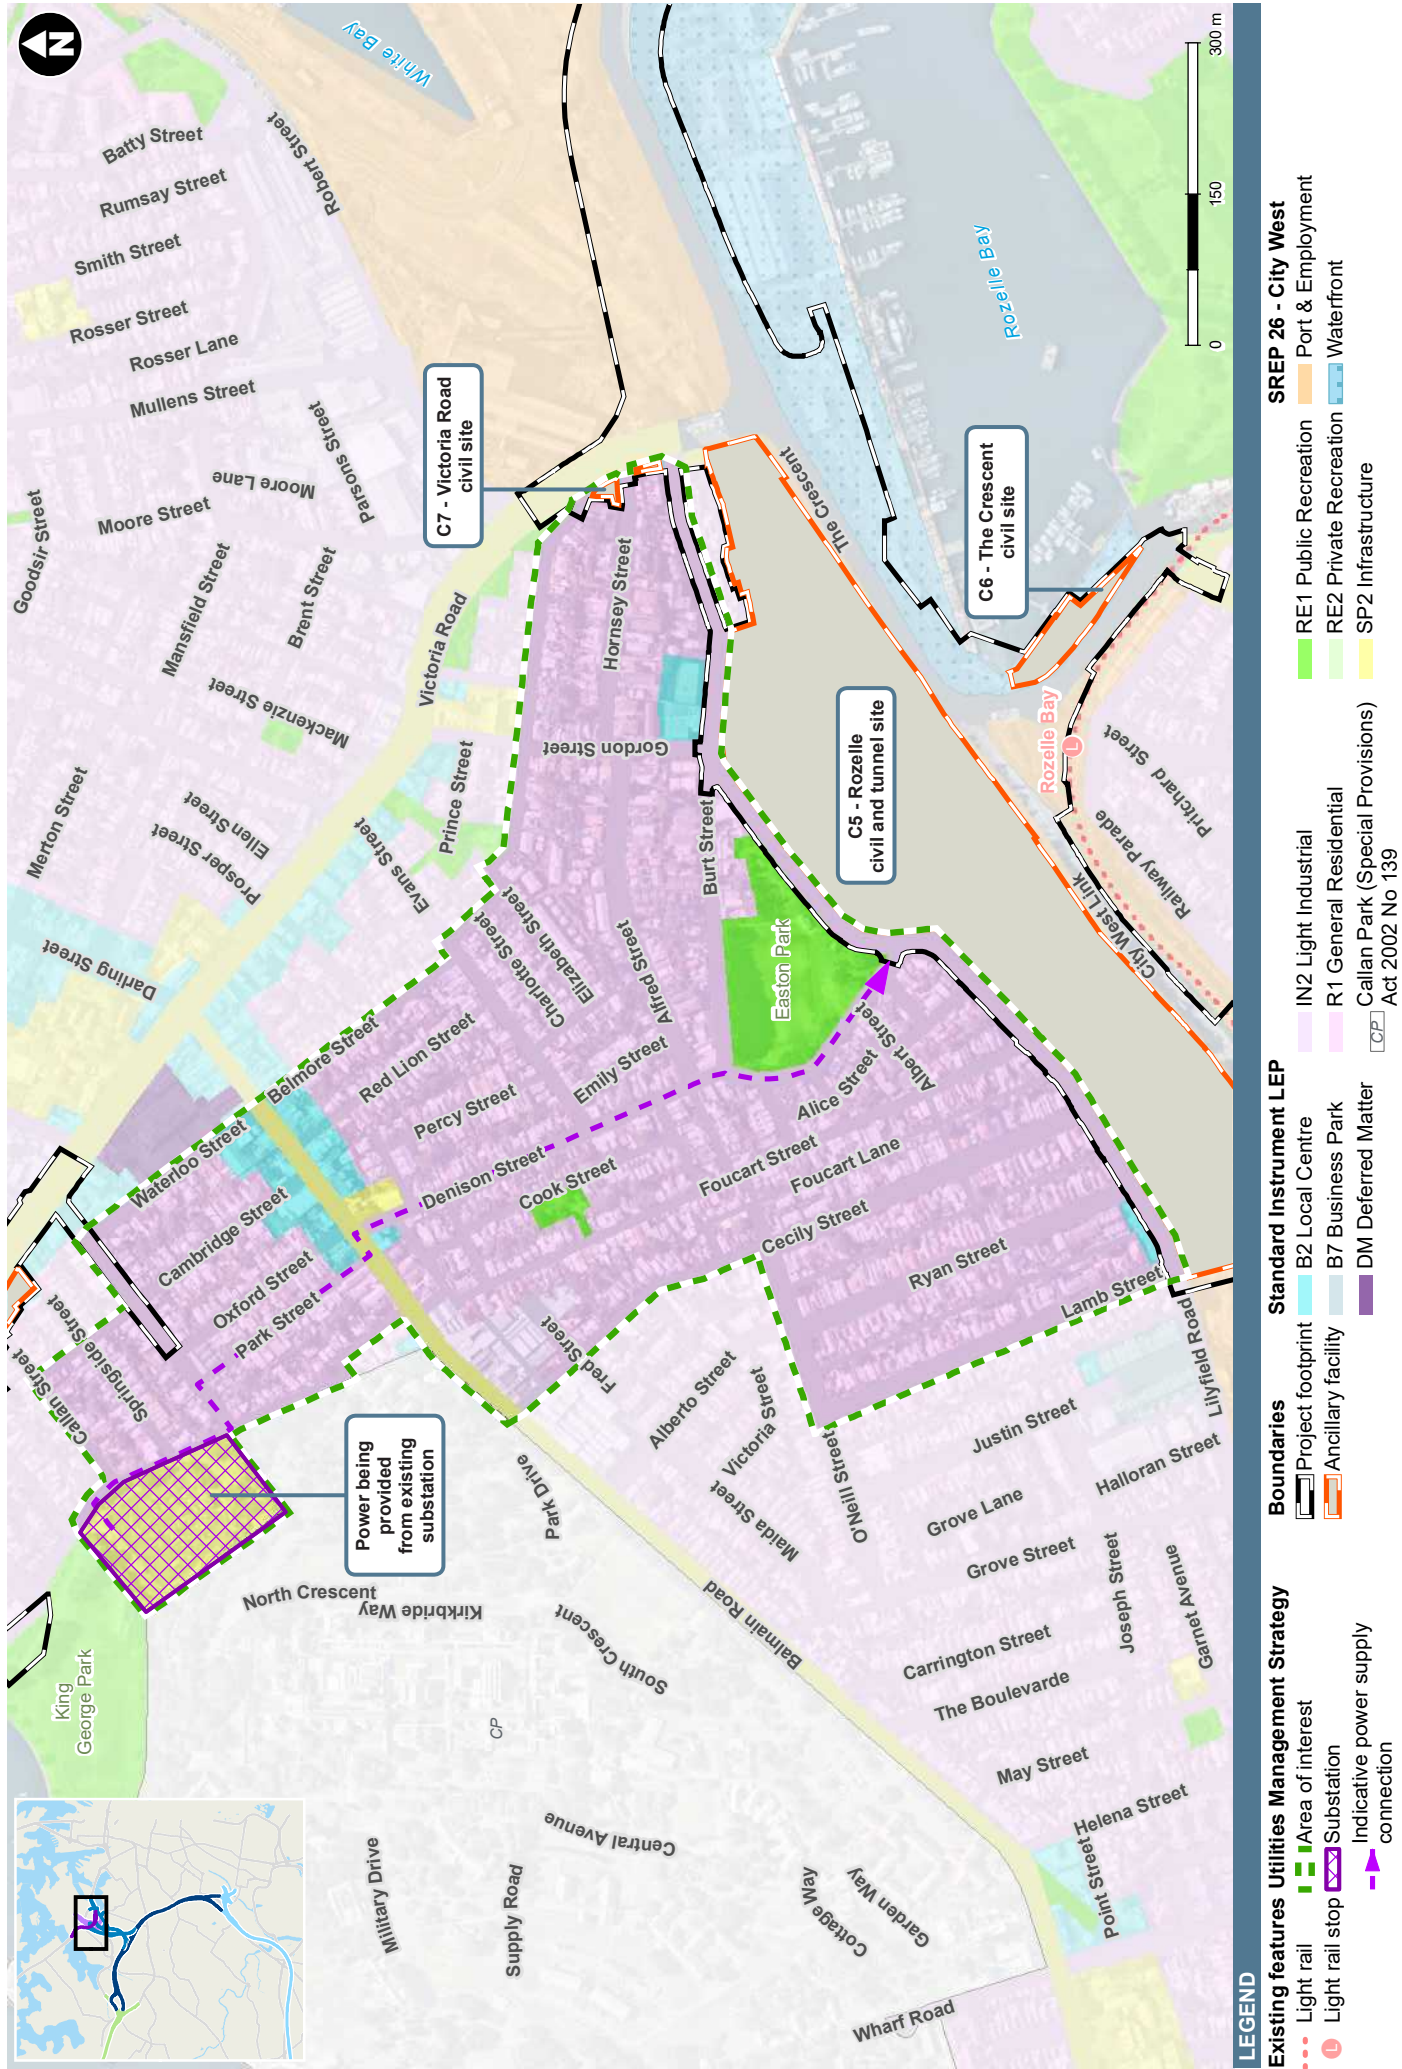 N
King
George Park
North Crescent
Kirkbride Way
South Crescent
CP
Military Drive
Supply Road
Central Avenue
Cottage Way
Garden Way
Wharf Road
Point Street
Helena Street
May Street
The Boulevarde
Carrington Street
Garnet Avenue
Joseph Street
Grove Street
Grove Lane
Halloran Street
Justin Street
O'Neill Street
Maida Street
Victoria Street
Alberto Street
Balmain Road
Park Drive
Fred Street
Lilyfield Road
Lamb Street
Ryan Street
Cecily Street
Foucart Lane
Foucart Street
Alice Street
Albert Street
Cook Street
Denison Street
Percy Street
Emily Street
Red Lion Street
Belmore Street
Waterloo Street
Cambridge Street
Oxford Street
Park Street
Springside Street
Callan Street
Power being
provided
from existing
substation
Darling Street
Merton Street
Prosper Street
Ellen Street
Evans Street
Prince Street
Mackenzie Street
Charlotte Street
Elizabeth Street
Alfred Street
Easton Park
Burt Street
Gordon Street
Hornsey Street
Victoria Road
Brent Street
Mansfield Street
Goodsir Street
Moore Street
Moore Lane
Parsons Street
Mullens Street
Rosser Lane
Rosser Street
Smith Street
Rumsay Street
Batty Street
Robert Street
White Bay
C7 - Victoria Road
civil site
C5 - Rozelle
civil and tunnel site
C6 - The Crescent
civil site
The Crescent
City West Link
Railway Parade
Pritchard Street
Rozelle Bay
L
Rozelle Bay
0
150
300 m
LEGEND
Existing features
Light rail
L
Light rail stop
Utilities Management Strategy
Area of interest
Substation
Indicative power supply
connection
Boundaries
Project footprint
Ancillary facility
Standard Instrument LEP
B2 Local Centre
B7 Business Park
DM Deferred Matter
IN2 Light Industrial
R1 General Residential
CP
Callan Park (Special Provisions)
Act 2002 No 139
RE1 Public Recreation
RE2 Private Recreation
SP2 Infrastructure
SREP 26 - City West
Port & Employment
Waterfront